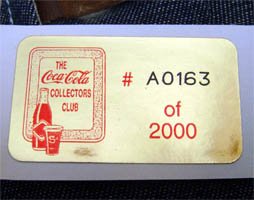 THE
Coca-Cola
COLLECTORS
CLUB
# A0163
of
2000